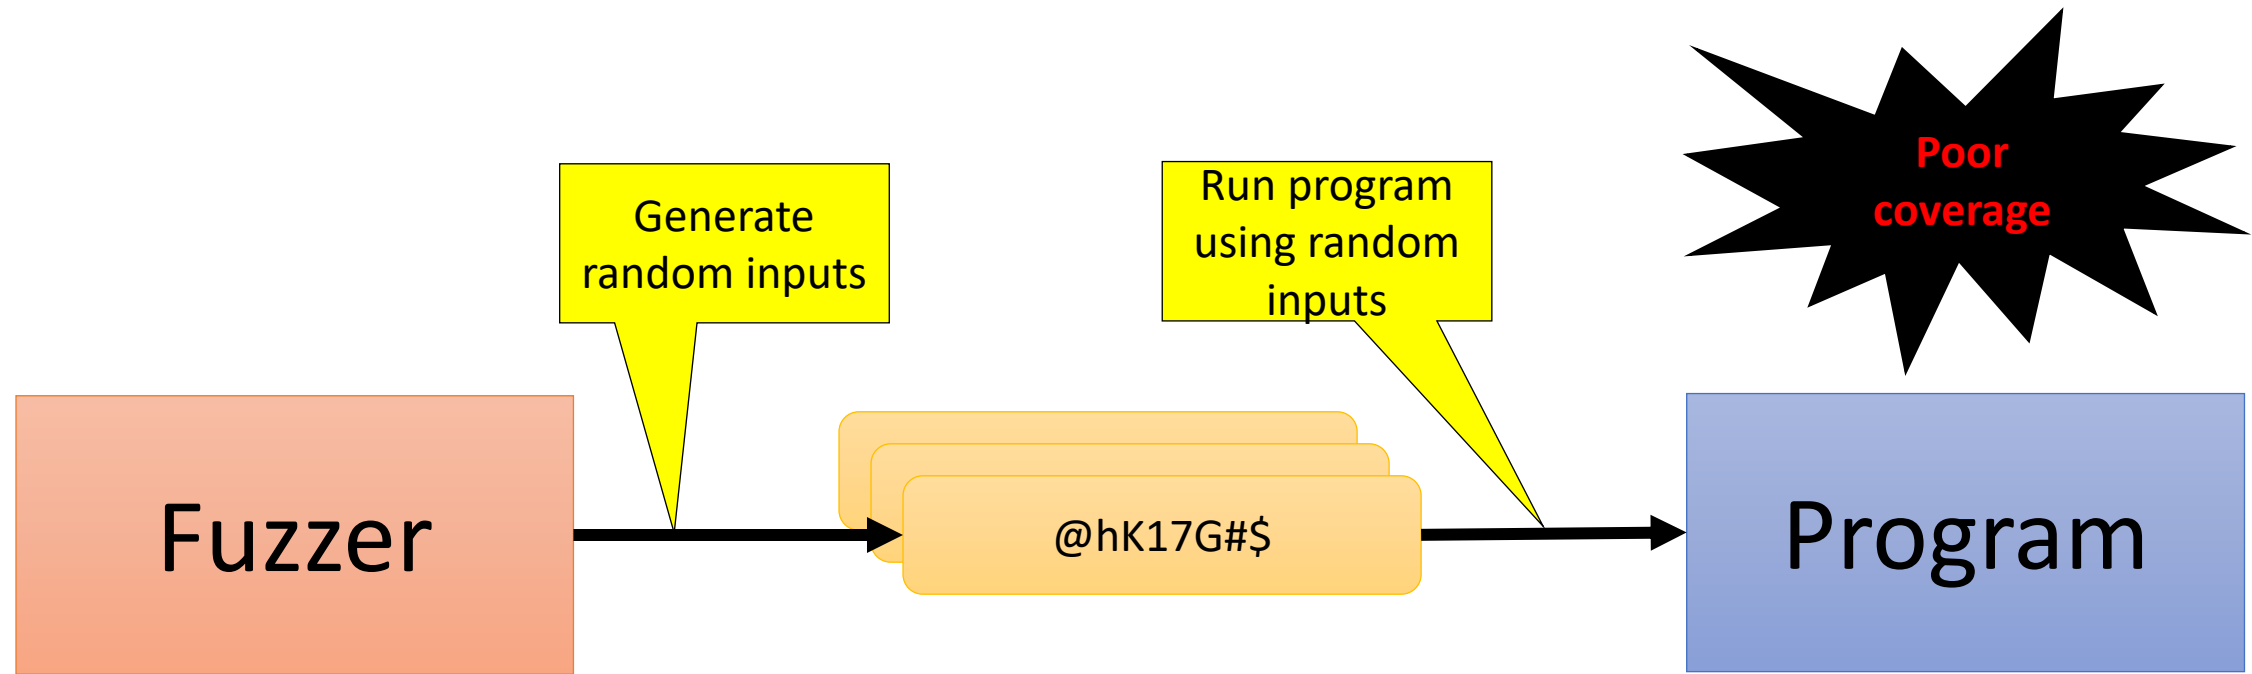 Poor
coverage
Generate
random inputs
Run program
using random
inputs
Fuzzer
@hK17G#$
Program